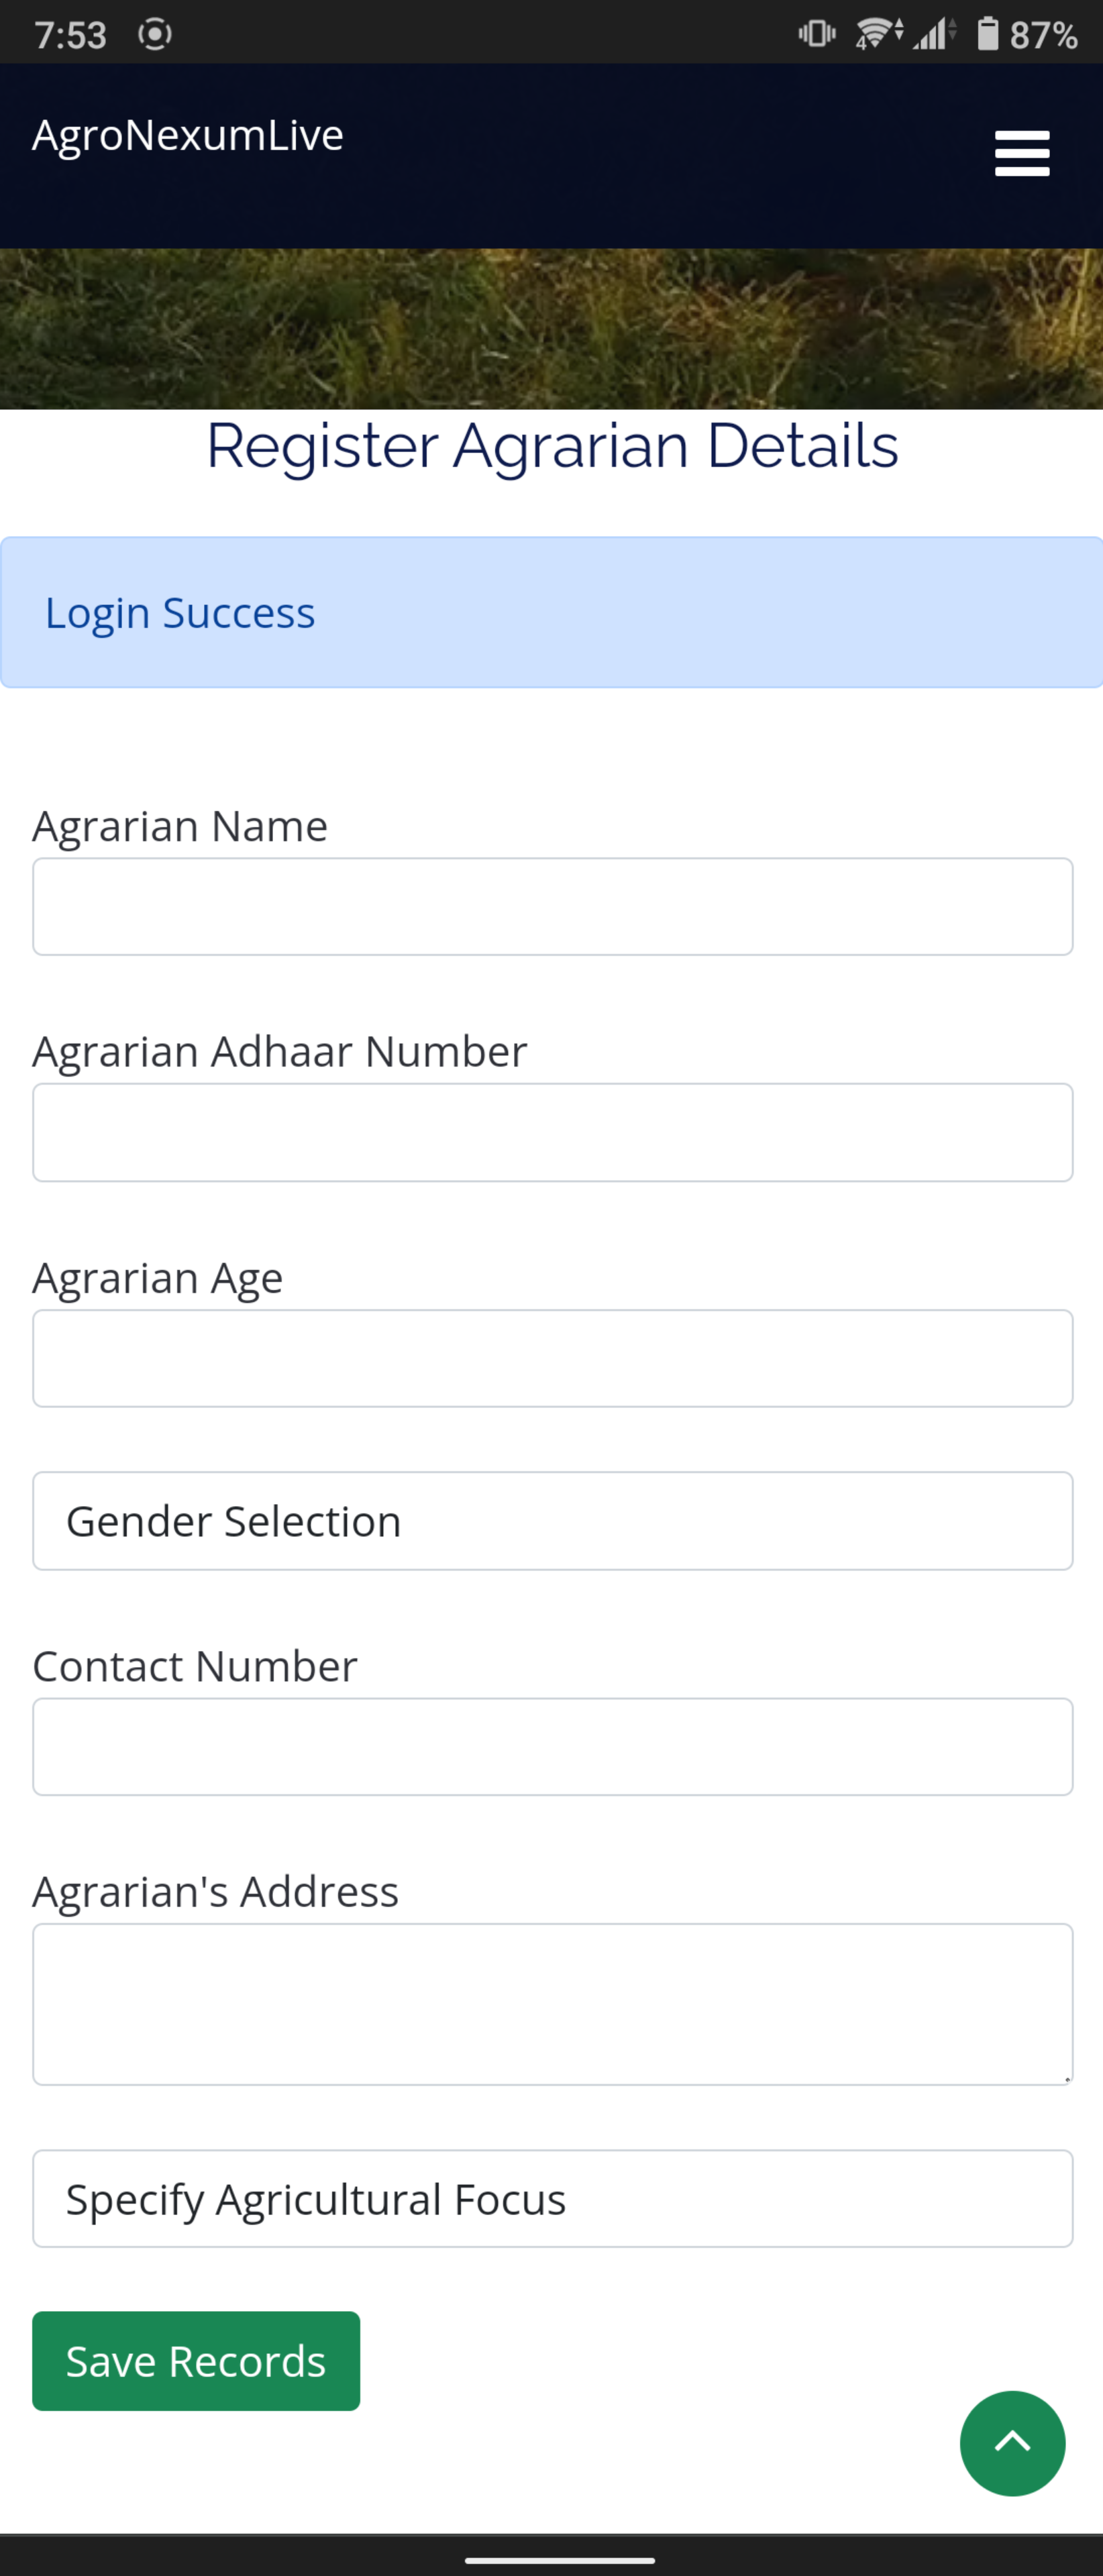 7:53
4
87%
AgroNexumLive
Register Agrarian Details
Login Success
Agrarian Name
Agrarian Adhaar Number
Agrarian Age
Gender Selection
Contact Number
Agrarian's Address
Specify Agricultural Focus
Save Records